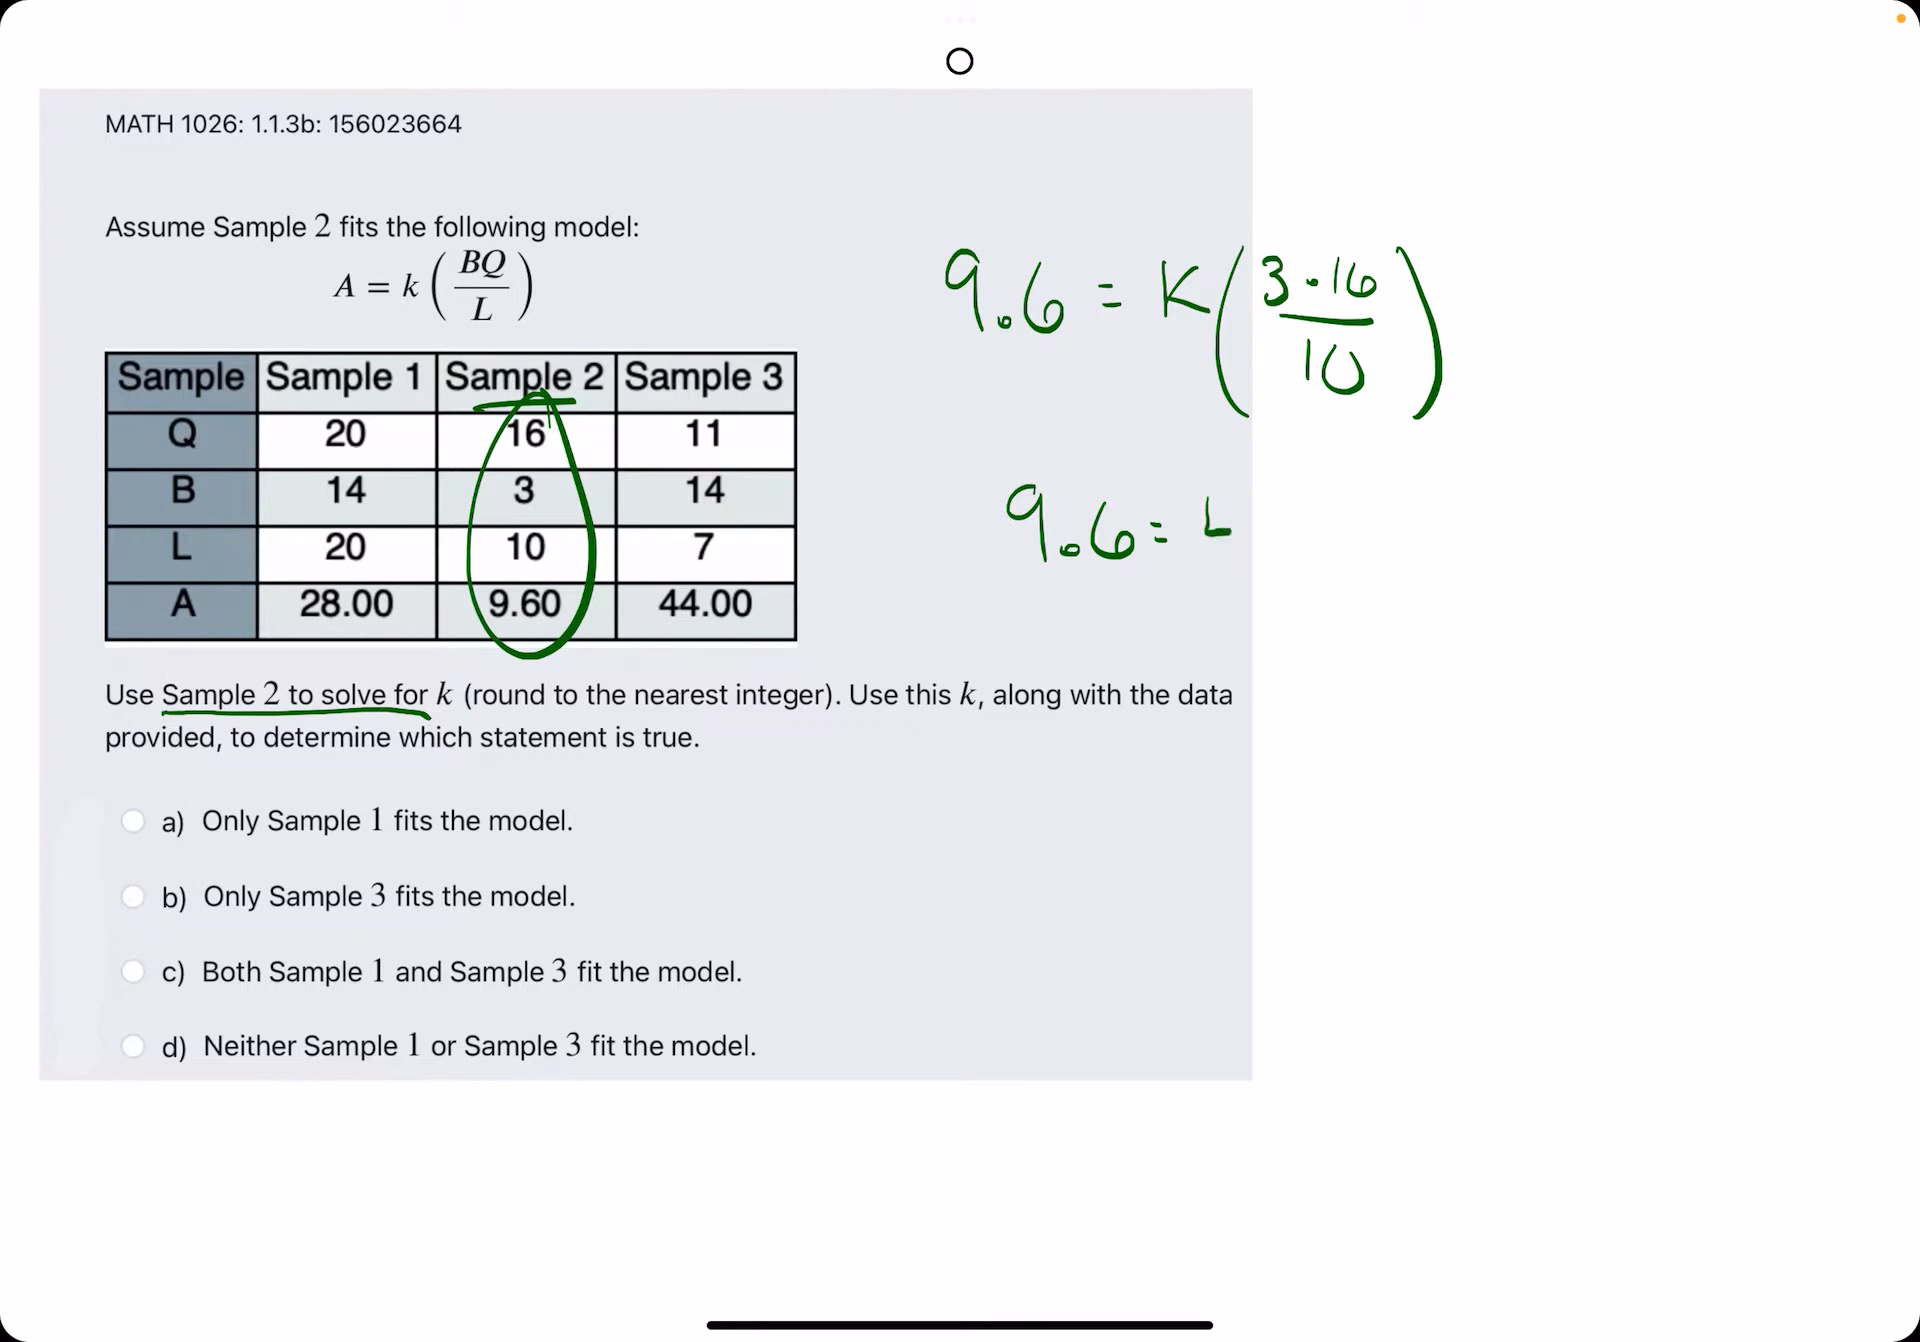 MATH 1026: 1.1.3b: 156023664
Assume Sample 2 fits the following model:
A = k ( BQ / L )
Sample Sample 1 Sample 2 Sample 3
Q 20 16 11
B 14 3 14
L 20 10 7
A 28.00 9.60 44.00
Use Sample 2 to solve for k (round to the nearest integer). Use this k, along with the data
provided, to determine which statement is true.
a) Only Sample 1 fits the model.
b) Only Sample 3 fits the model.
c) Both Sample 1 and Sample 3 fit the model.
d) Neither Sample 1 or Sample 3 fit the model.
9.6 = K ( 3 · 16 / 10 )
9.6 =